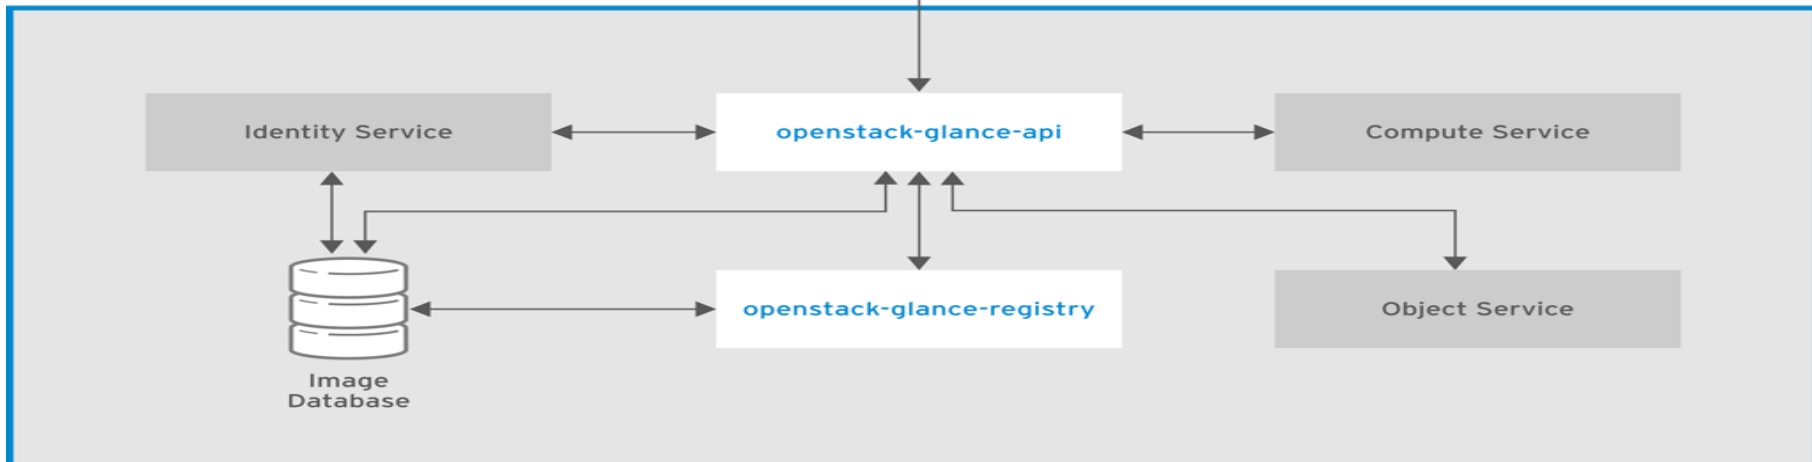 Identity Service
openstack-glance-api
Compute Service
openstack-glance-registry
Object Service
Image
Database